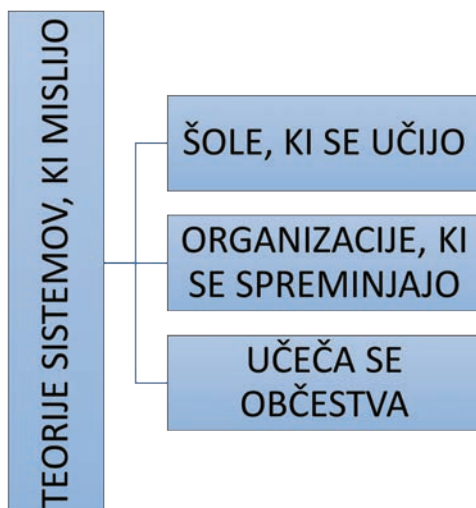 TEORIJE SISTEMOV, KI MISLIJO
ŠOLE, KI SE UČIJO
ORGANIZACIJE, KI
SE SPREMINJAJO
UČEČA SE
OBČESTVA